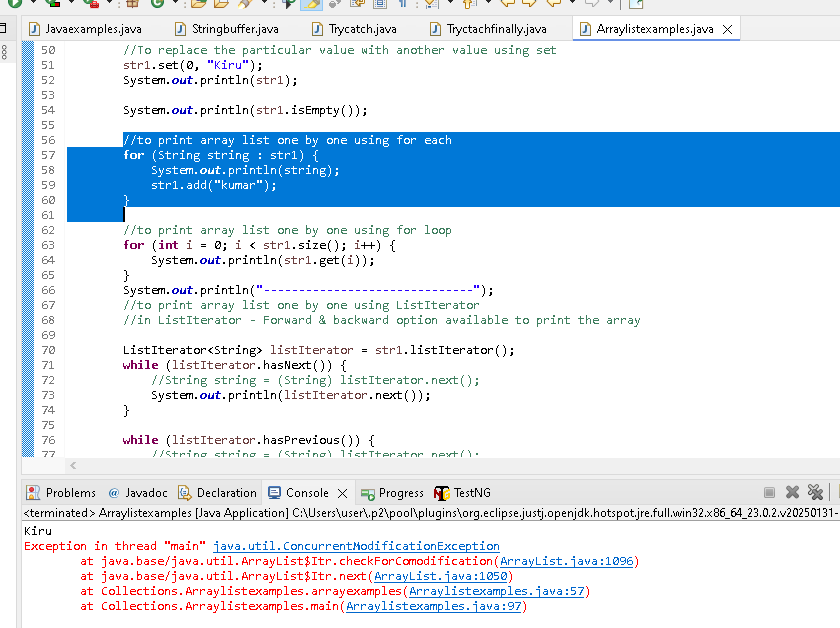 Javaexamples.java
Stringbuffer.java
Trycatch.java
Tryctachfinally.java
Arraylistexamples.java
50 //To replace the particular value with another value using set
51 str1.set(0, "Kiru");
52 System.out.println(str1);
53
54 System.out.println(str1.isEmpty());
55
56 //to print array list one by one using for each
57 for (String string : str1) {
58 System.out.println(string);
59 str1.add("kumar");
60 }
61
62 //to print array list one by one using for loop
63 for (int i = 0; i < str1.size(); i++) {
64 System.out.println(str1.get(i));
65 }
66 System.out.println("------------------------------");
67 //to print array list one by one using ListIterator
68 //in ListIterator - Forward & backward option available to print the array
69
70 ListIterator<String> listIterator = str1.listIterator();
71 while (listIterator.hasNext()) {
72 //String string = (String) listIterator.next();
73 System.out.println(listIterator.next());
74 }
75
76 while (listIterator.hasPrevious()) {
77 //String string = (String) listIterator.next();
Problems @ Javadoc Declaration Console Progress TestNG
<terminated> Arraylistexamples [Java Application] C:\Users\user\.p2\pool\plugins\org.eclipse.justj.openjdk.hotspot.jre.full.win32.x86_64_23.0.2.v20250131-
Kiru
Exception in thread "main" java.util.ConcurrentModificationException
at java.base/java.util.ArrayList$Itr.checkForComodification(ArrayList.java:1096)
at java.base/java.util.ArrayList$Itr.next(ArrayList.java:1050)
at Collections.Arraylistexamples.arrayexamples(Arraylistexamples.java:57)
at Collections.Arraylistexamples.main(Arraylistexamples.java:97)